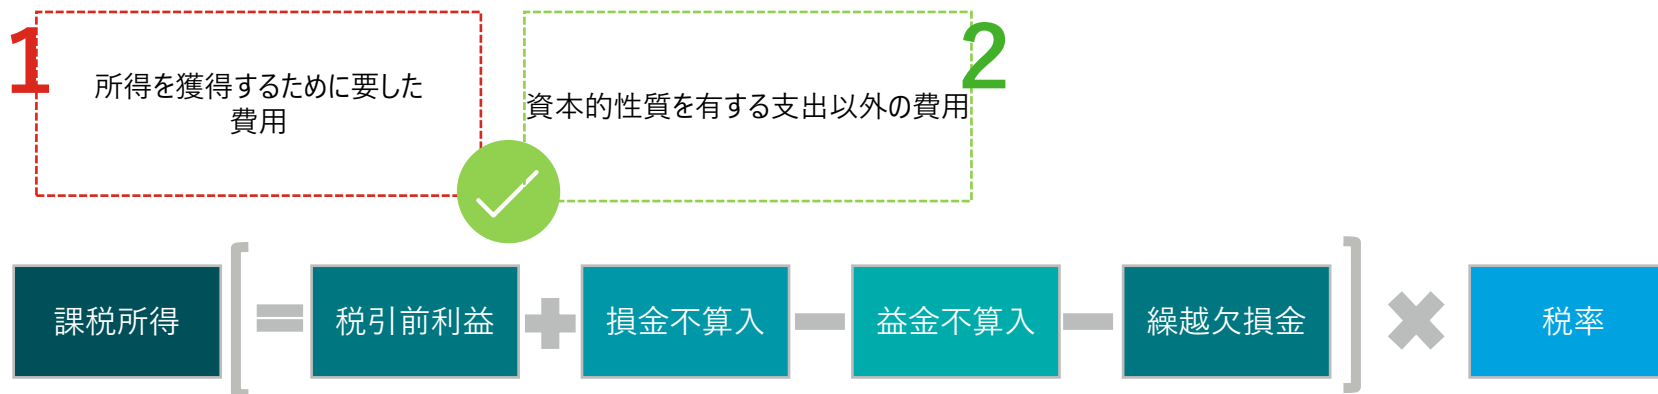 1
所得を獲得するために要した
費用
2
資本的性質を有する支出以外の費用
課税所得 [ = 税引前利益 + 損金不算入 - 益金不算入 - 繰越欠損金 ] × 税率